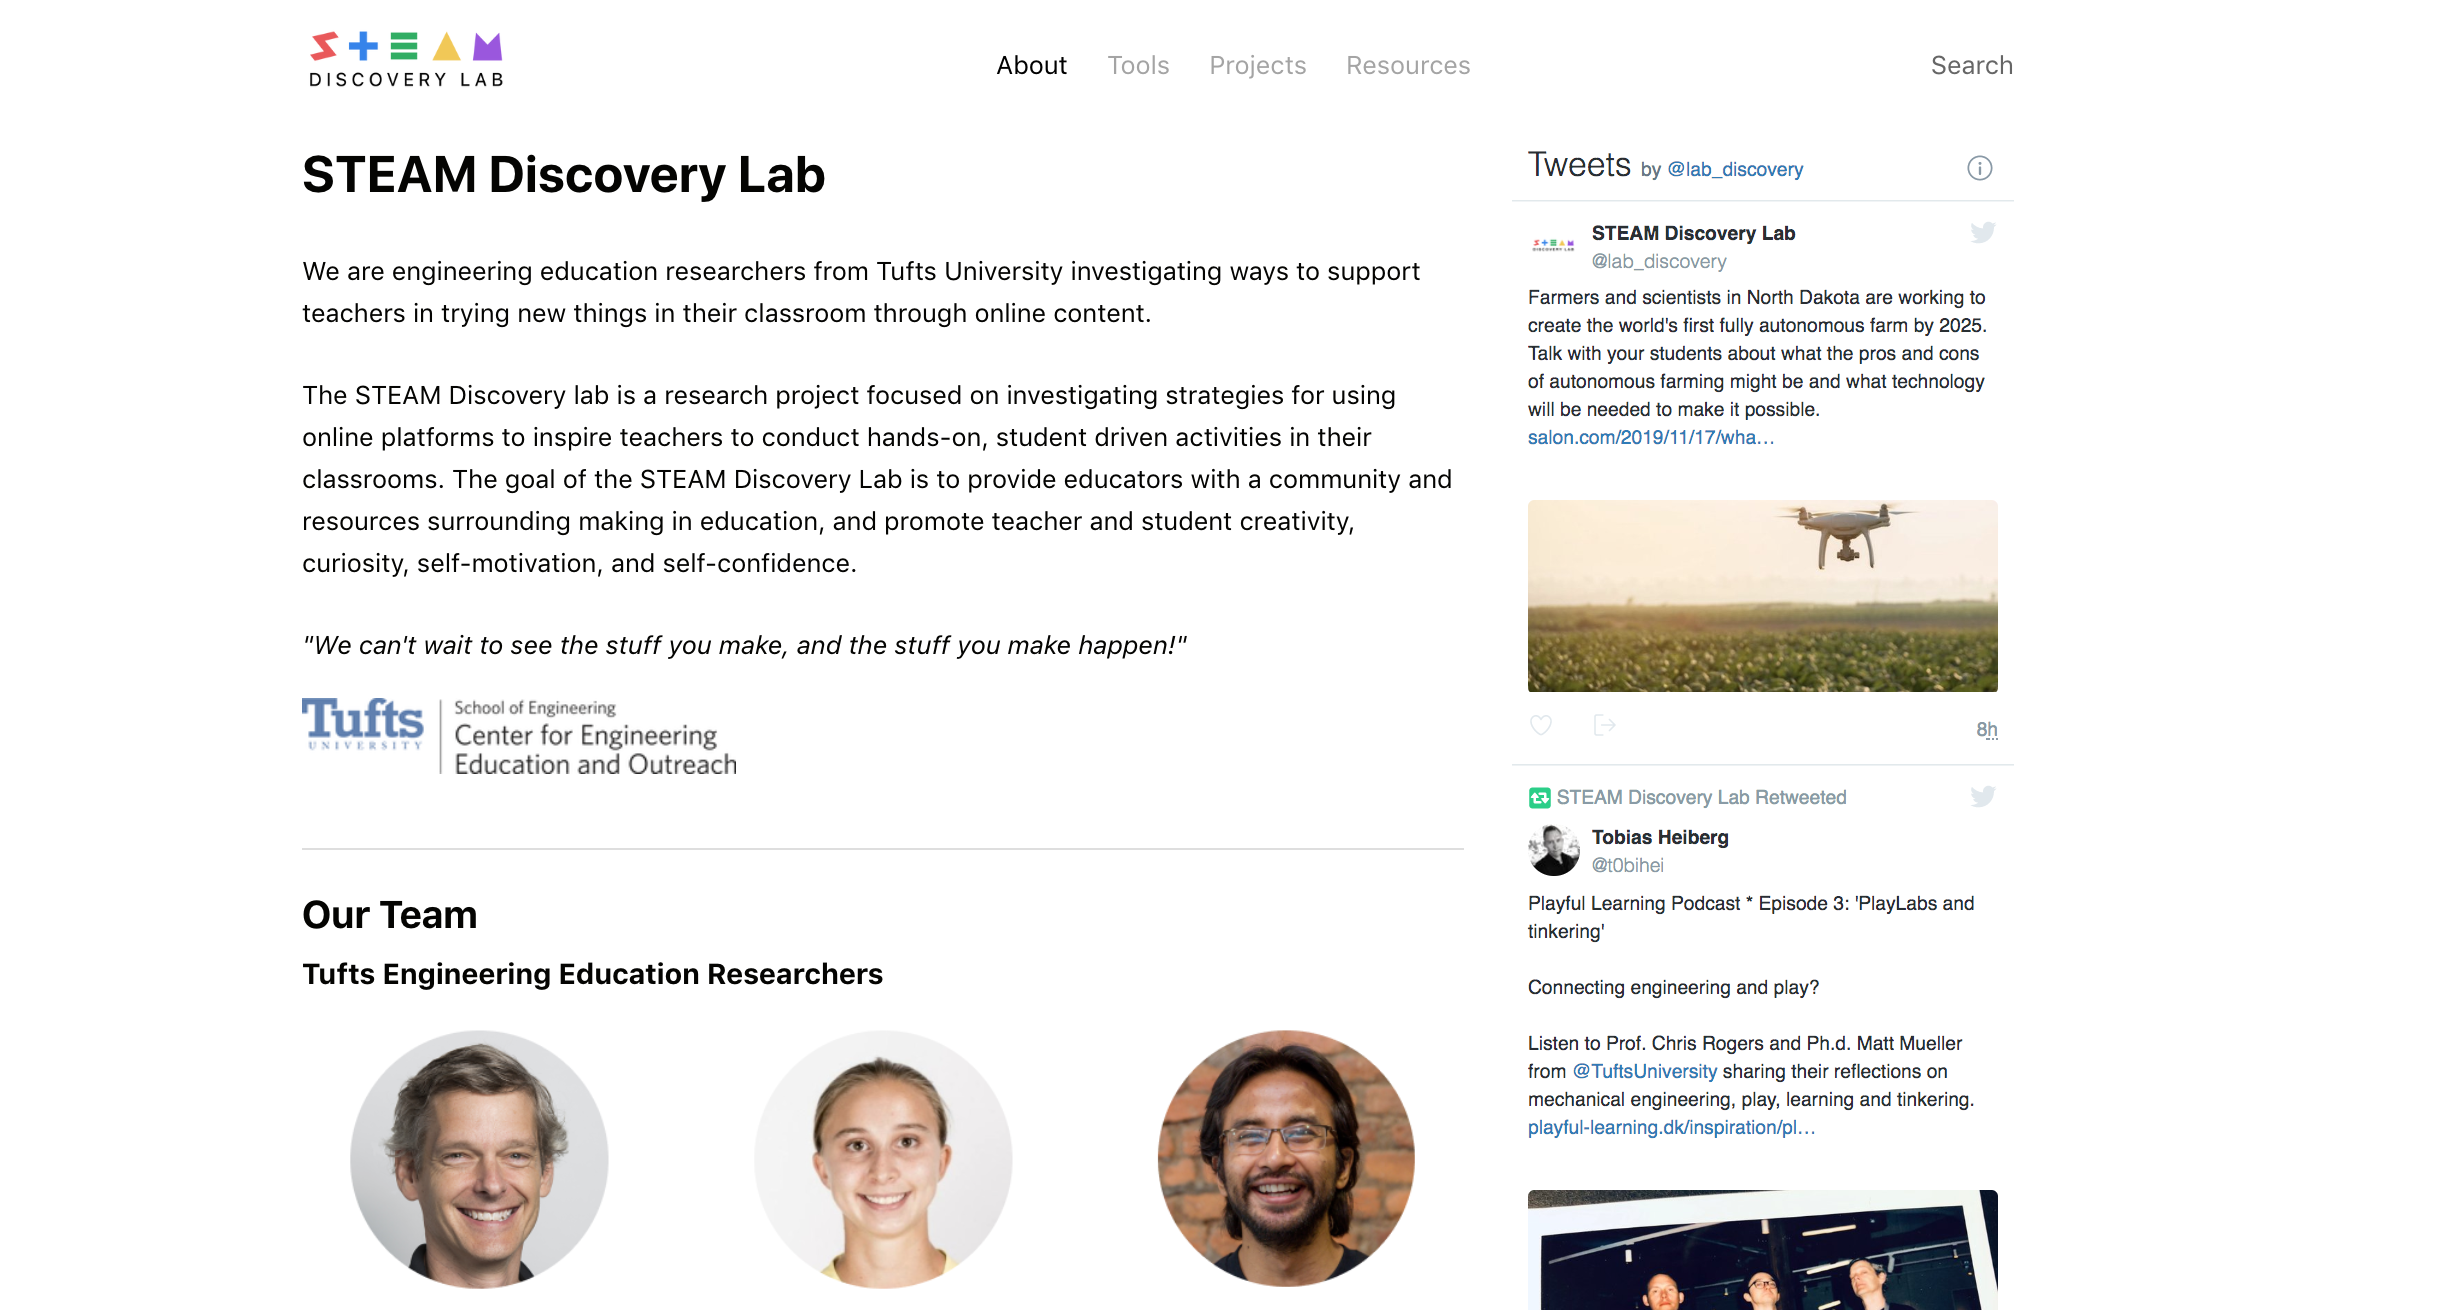 STEAM
DISCOVERY LAB
About
Tools
Projects
Resources
Search
STEAM Discovery Lab
We are engineering education researchers from Tufts University investigating ways to support
teachers in trying new things in their classroom through online content.
The STEAM Discovery lab is a research project focused on investigating strategies for using
online platforms to inspire teachers to conduct hands-on, student driven activities in their
classrooms. The goal of the STEAM Discovery Lab is to provide educators with a community and
resources surrounding making in education, and promote teacher and student creativity,
curiosity, self-motivation, and self-confidence.
"We can't wait to see the stuff you make, and the stuff you make happen!"
Tufts
UNIVERSITY
School of Engineering
Center for Engineering
Education and Outreach
Our Team
Tufts Engineering Education Researchers
Tweets by @lab_discovery
STEAM Discovery Lab
@lab_discovery
Farmers and scientists in North Dakota are working to
create the world's first fully autonomous farm by 2025.
Talk with your students about what the pros and cons
of autonomous farming might be and what technology
will be needed to make it possible.
salon.com/2019/11/17/wha…
8h
STEAM Discovery Lab Retweeted
Tobias Heiberg
@t0bihei
Playful Learning Podcast * Episode 3: 'PlayLabs and
tinkering'
Connecting engineering and play?
Listen to Prof. Chris Rogers and Ph.d. Matt Mueller
from @TuftsUniversity sharing their reflections on
mechanical engineering, play, learning and tinkering.
playful-learning.dk/inspiration/pl…